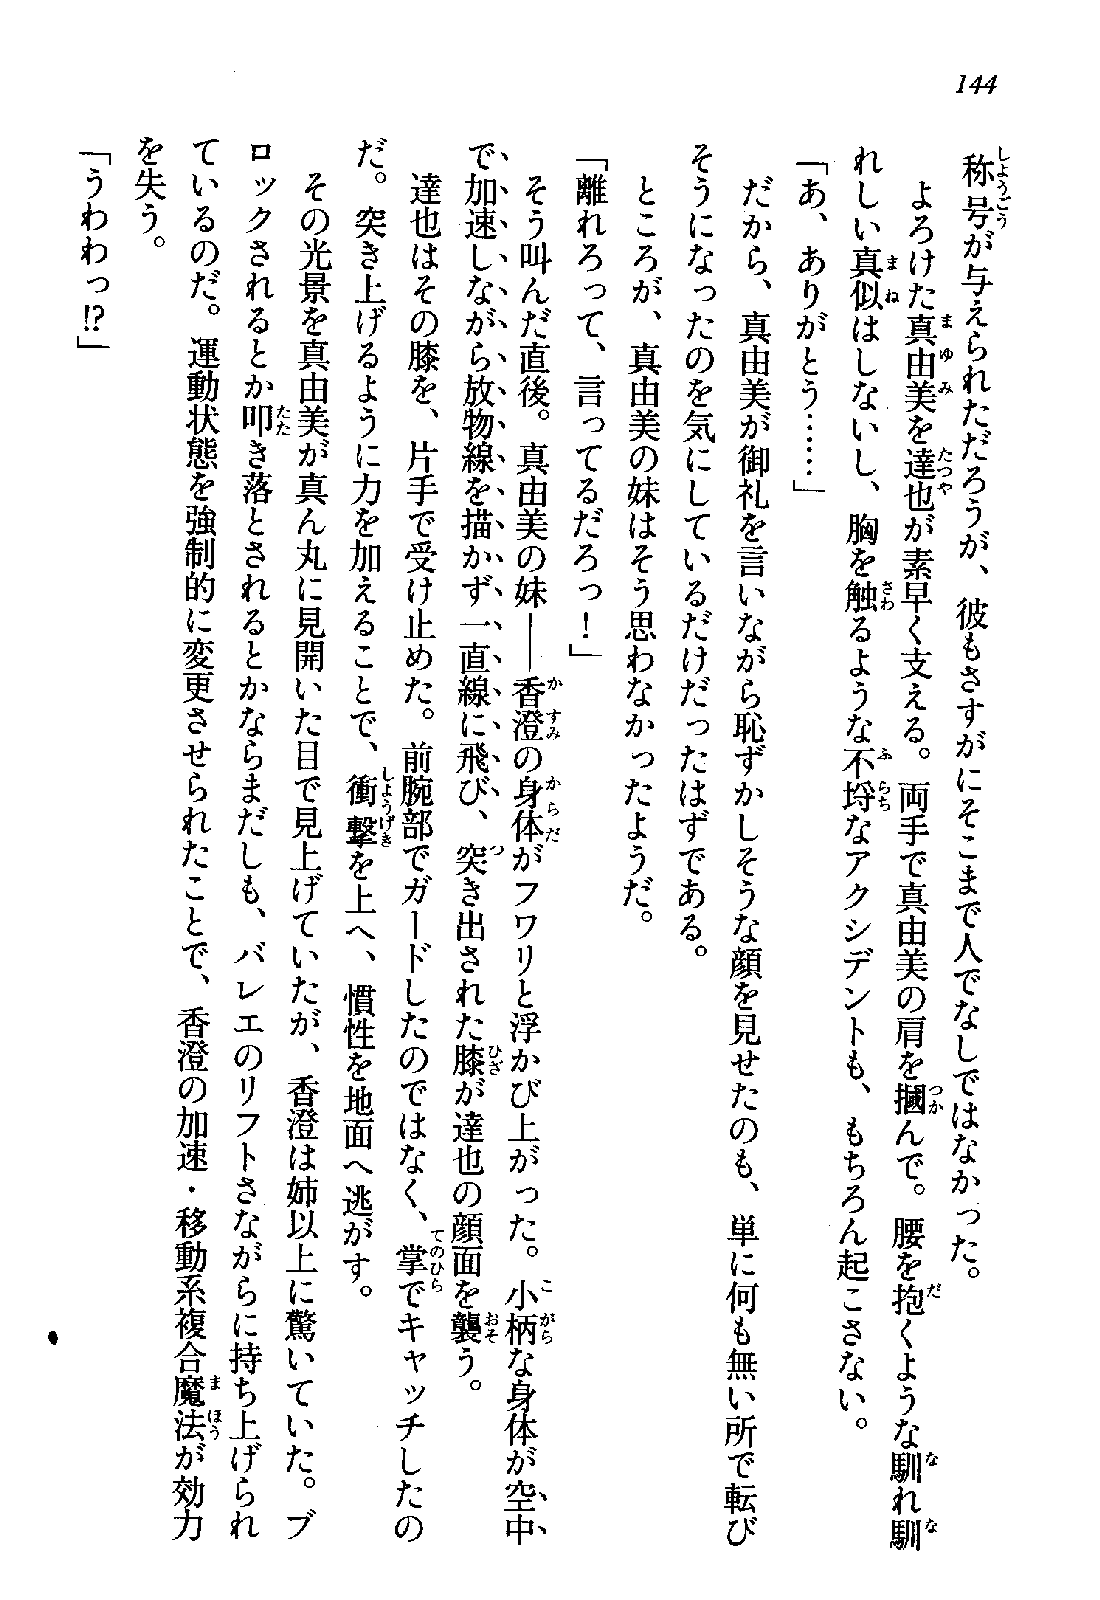 144
称号が与えられただろうが、彼もさすがにそこまで人でなしではなかった。
よろけた真由美を達也が素早く支える。両手で真由美の肩を摑んで。腰を抱くような馴れ馴
れしい真似はしないし、胸を触るような不埒なアクシデントも、もちろん起こさない。
「あ、ありがとう……」
だから、真由美が御礼を言いながら恥ずかしそうな顔を見せたのも、単に何も無い所で転び
そうになったのを気にしているだけだったはずである。
ところが、真由美の妹はそう思わなかったようだ。
「離れろって、言ってるだろっ！」
そう叫んだ直後。真由美の妹――香澄の身体がフワリと浮かび上がった。小柄な身体が空中
で加速しながら放物線を描かず一直線に飛び、突き出された膝が達也の顔面を襲う。
達也はその膝を、片手で受け止めた。前腕部でガードしたのではなく、掌でキャッチしたの
だ。突き上げるように力を加えることで、衝撃を上へ、慣性を地面へ逃がす。
その光景を真由美が真ん丸に見開いた目で見上げていたが、香澄は姉以上に驚いていた。ブ
ロックされるとか叩き落とされるとかならまだしも、バレエのリフトさながらに持ち上げられ
ているのだ。運動状態を強制的に変更させられたことで、香澄の加速・移動系複合魔法が効力
を失う。
「うわわっ!?」